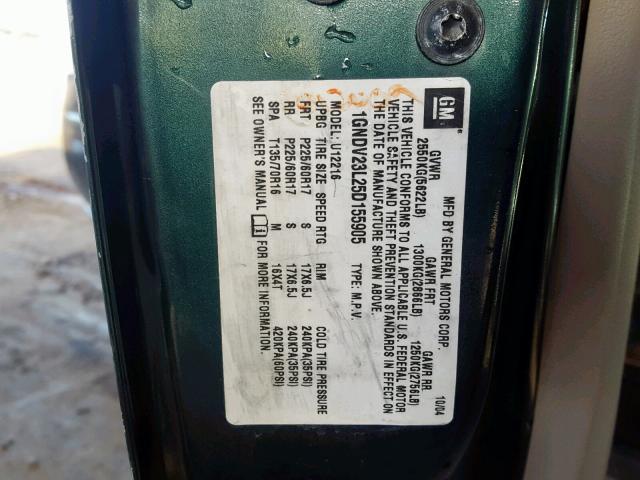 GM
MFD BY GENERAL MOTORS CORP. 10/04
GVWR GAWR FRT GAWR RR
2550KG(5622LB) 1300KG(2866LB) 1250KG(2756LB)
THIS VEHICLE CONFORMS TO ALL APPLICABLE U.S. FEDERAL MOTOR
VEHICLE SAFETY AND THEFT PREVENTION STANDARDS IN EFFECT ON
THE DATE OF MANUFACTURE SHOWN ABOVE.
1GNDV23LZ5D155905 TYPE: M.P.V.
MODEL: U12216
UPBG TIRE SIZE SPEED RTG RIM COLD TIRE PRESSURE
FRT P225/60R17 S 17X6.5J 240KPA(35PSI)
RR P225/60R17 S 17X6.5J 240KPA(35PSI)
SPA T135/70R16 M 16X4T 420KPA(60PSI)
SEE OWNER'S MANUAL FOR MORE INFORMATION.